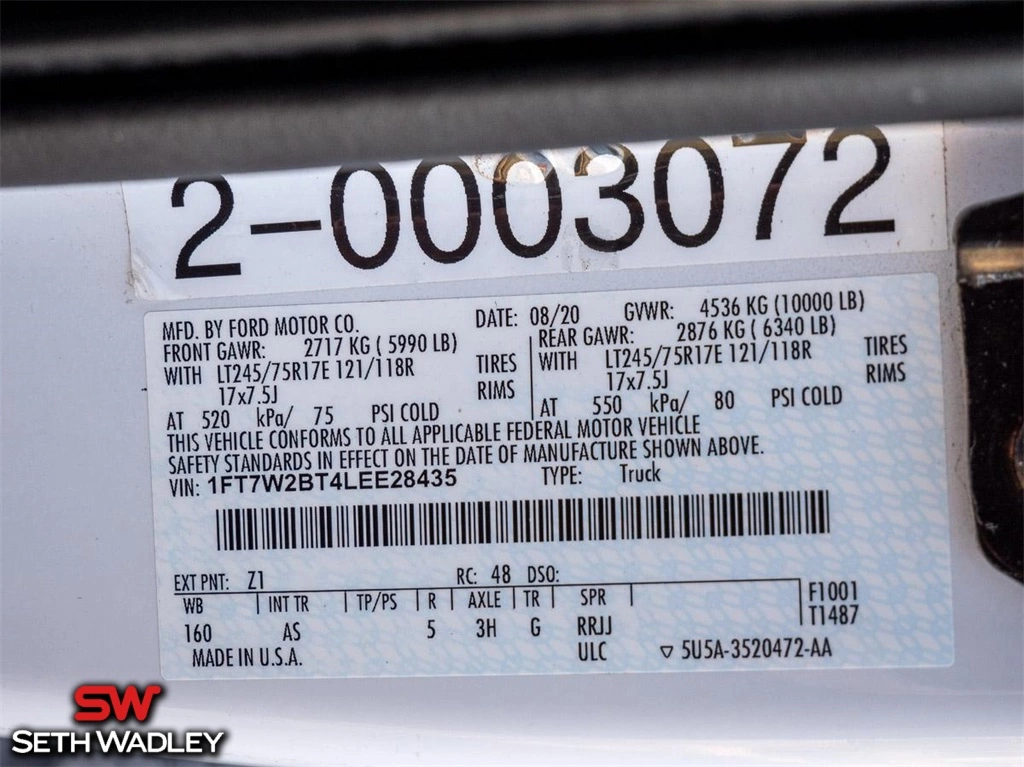 2-0003072
MFD. BY FORD MOTOR CO. DATE: 08/20 GVWR: 4536 KG (10000 LB)
FRONT GAWR: 2717 KG ( 5990 LB) REAR GAWR: 2876 KG ( 6340 LB)
WITH LT245/75R17E 121/118R TIRES WITH LT245/75R17E 121/118R TIRES
17x7.5J RIMS 17x7.5J RIMS
AT 520 kPa/ 75 PSI COLD AT 550 kPa/ 80 PSI COLD
THIS VEHICLE CONFORMS TO ALL APPLICABLE FEDERAL MOTOR VEHICLE
SAFETY STANDARDS IN EFFECT ON THE DATE OF MANUFACTURE SHOWN ABOVE.
VIN: 1FT7W2BT4LEE28435 TYPE: Truck
EXT PNT: Z1 RC: 48 DSO:
WB | INT TR | TP/PS | R | AXLE | TR | SPR | F1001
T1487
160 AS 5 3H G RRJJ
MADE IN U.S.A. ULC ▽ 5U5A-3520472-AA
SW
SETH WADLEY